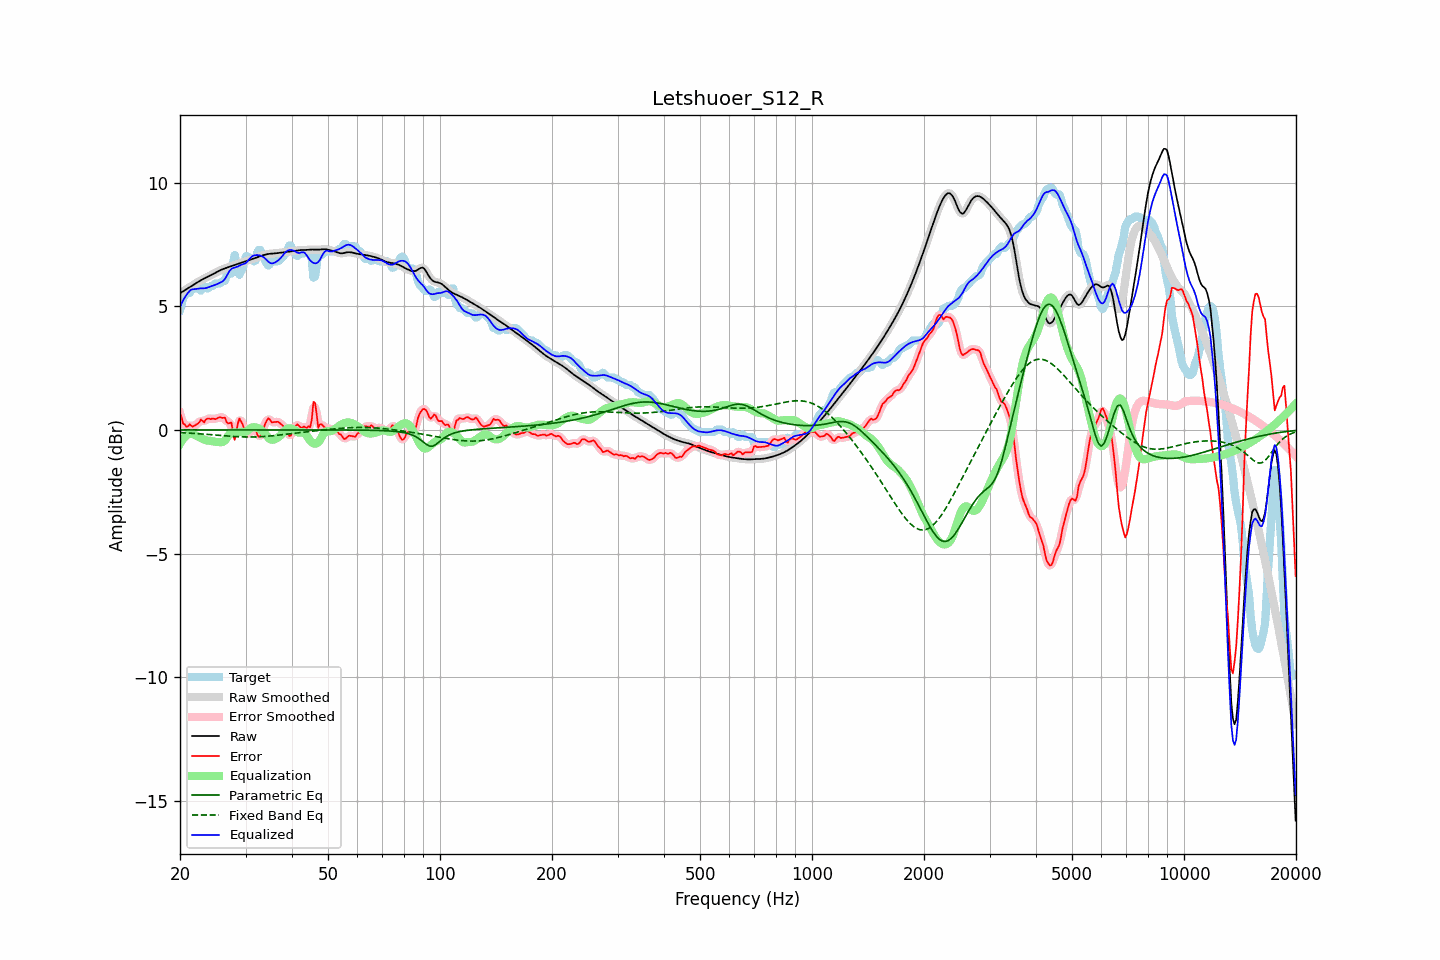 Letshuoer_S12_R
Amplitude (dBr)
10
5
0
−5
−10
−15
Target
Raw Smoothed
Error Smoothed
Raw
Error
Equalization
Parametric Eq
Fixed Band Eq
Equalized
20 50 100 200 500 1000 2000 5000 10000 20000
Frequency (Hz)